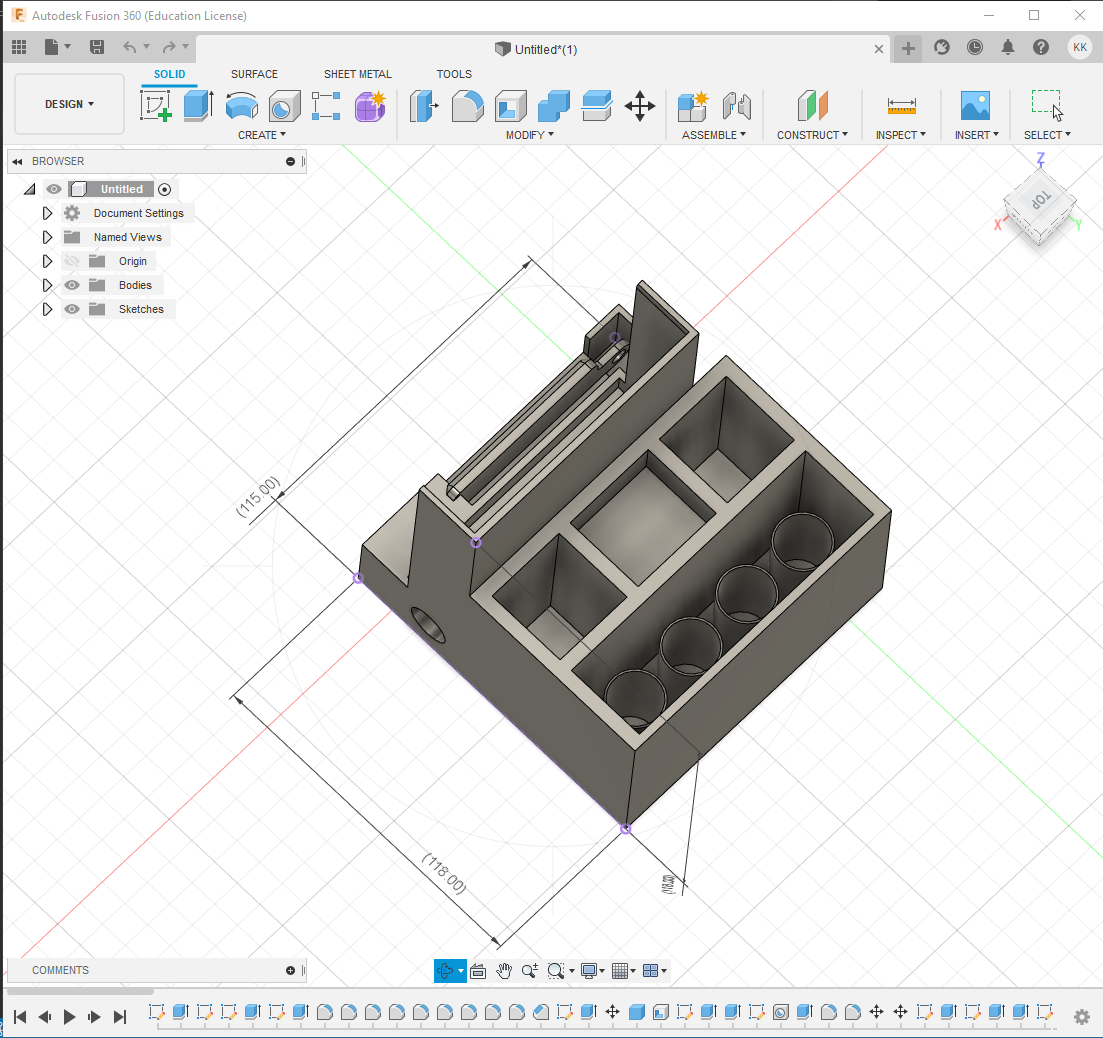 Autodesk Fusion 360 (Education License)
Untitled*(1)
KK
SOLID SURFACE SHEET METAL TOOLS
DESIGN
CREATE MODIFY ASSEMBLE CONSTRUCT INSPECT INSERT SELECT
BROWSER
Untitled
Document Settings
Named Views
Origin
Bodies
Sketches
Z
TOP
X
Y
(115.00)
(118.00)
COMMENTS